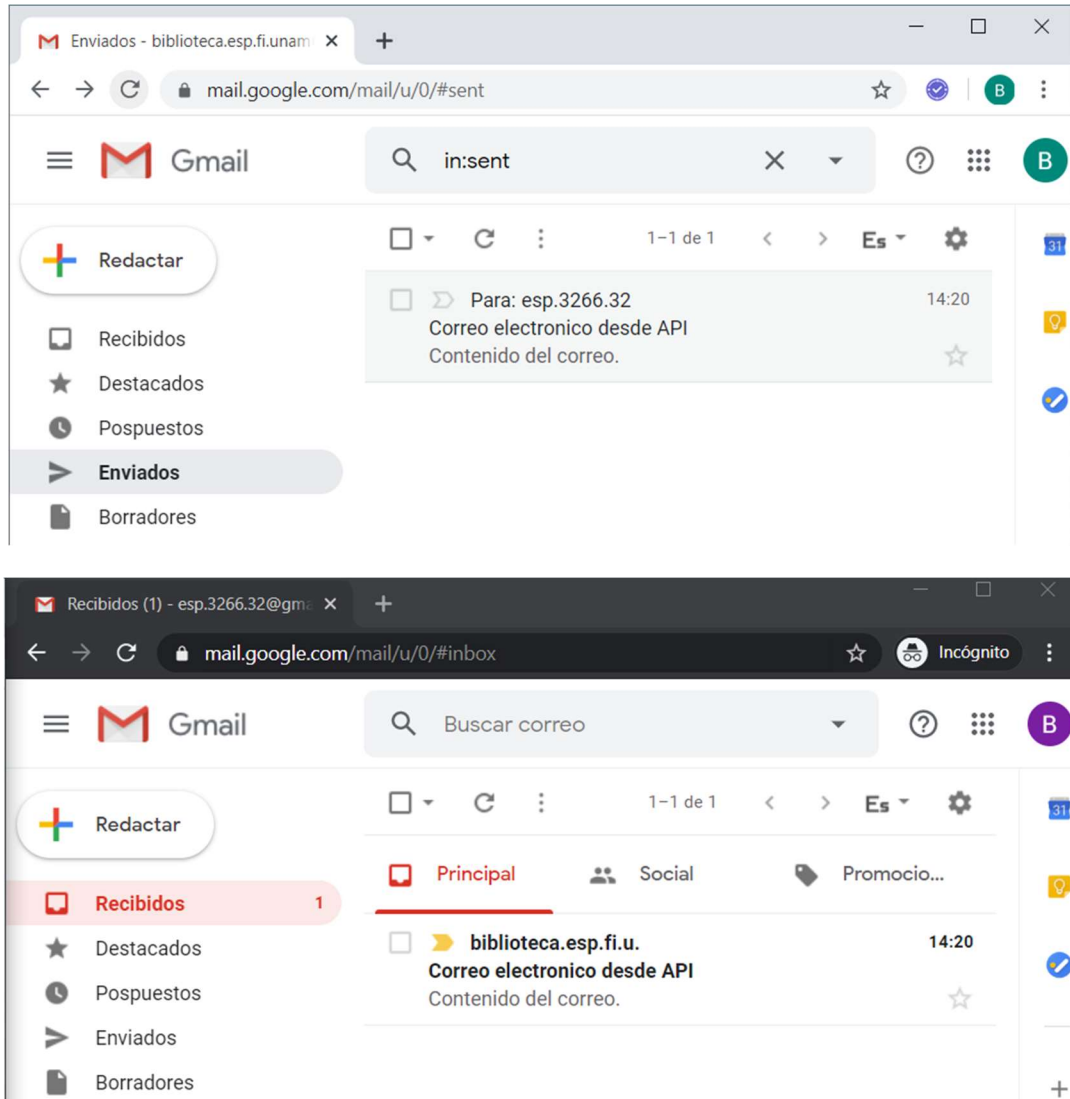 Enviados - biblioteca.esp.fi.unam
mail.google.com/mail/u/0/#sent
B
Gmail
in:sent
B
Redactar
1–1 de 1
Es
31
Para: esp.3266.32
14:20
Correo electronico desde API
Contenido del correo.
Recibidos
Destacados
Pospuestos
Enviados
Borradores
Recibidos (1) - esp.3266.32@gma
mail.google.com/mail/u/0/#inbox
Incógnito
Gmail
Buscar correo
B
Redactar
1–1 de 1
Es
31
Principal
Social
Promocio...
Recibidos 1
biblioteca.esp.fi.u.
14:20
Correo electronico desde API
Contenido del correo.
Destacados
Pospuestos
Enviados
Borradores